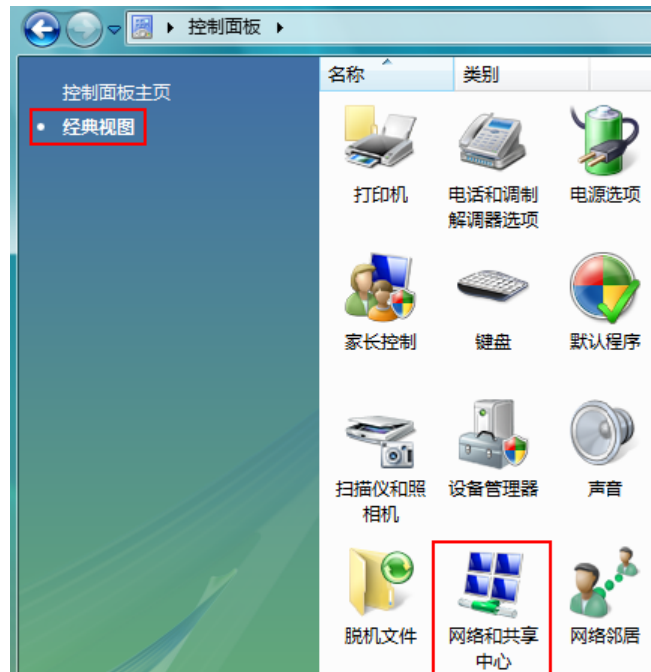 控制面板
控制面板主页
经典视图
名称 类别
打印机 电话和调制 电源选项
解调器选项
家长控制 键盘 默认程序
扫描仪和照 设备管理器 声音
相机
脱机文件 网络和共享 网络邻居
中心